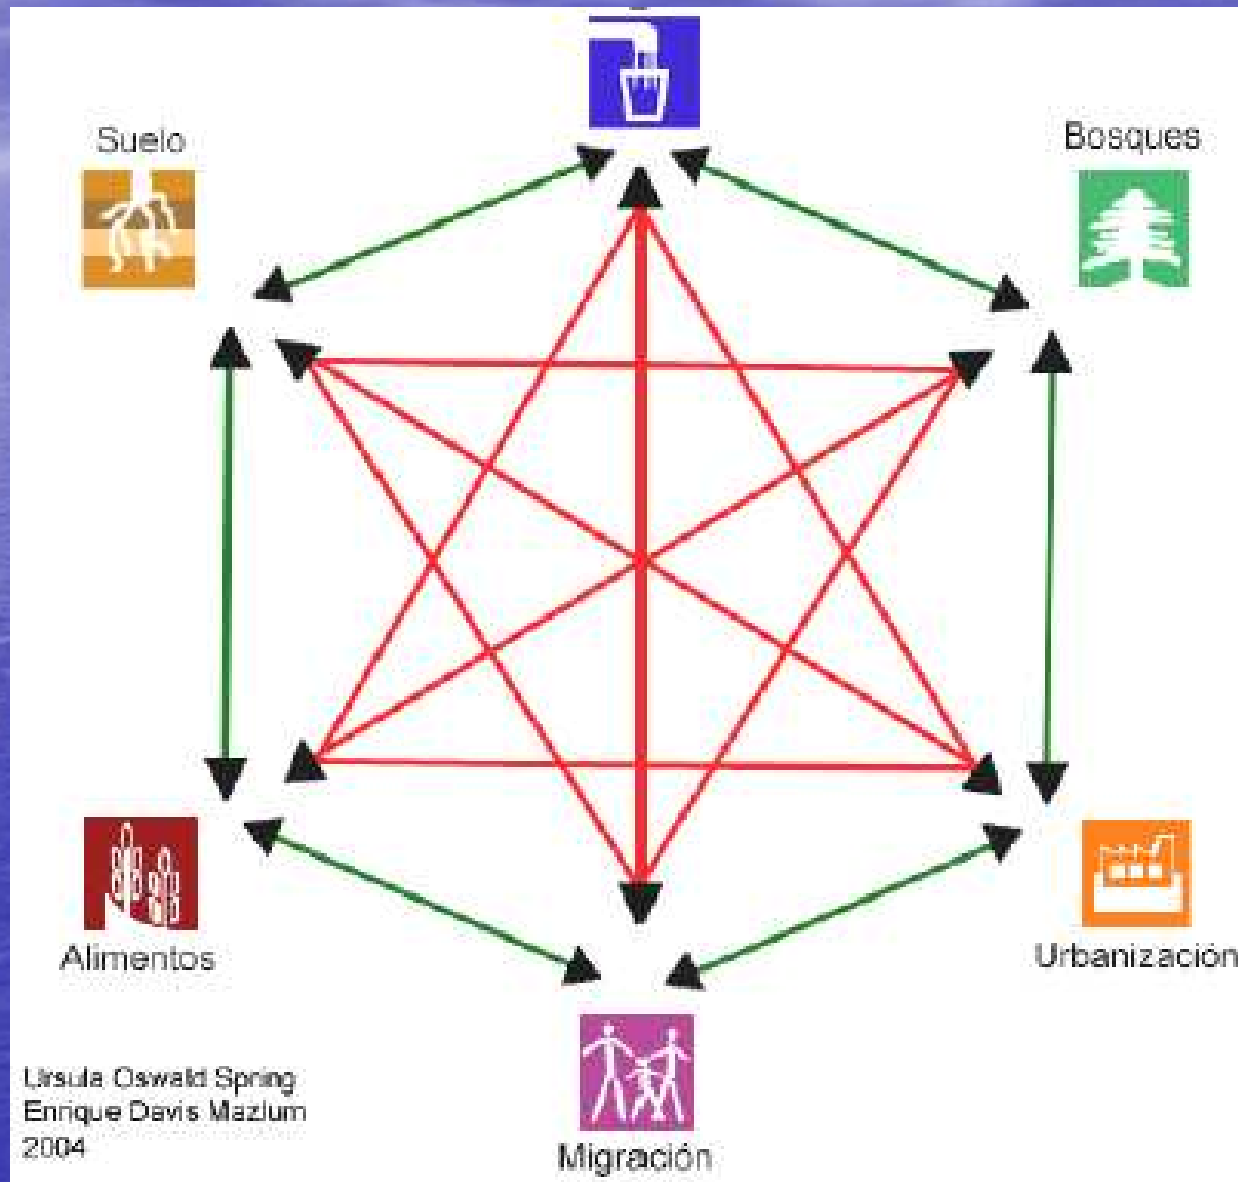 Suelo
Bosques
Alimentos
Urbanización
Migración
Ursula Oswald Spring
Enrique Davis Mazlum
2004